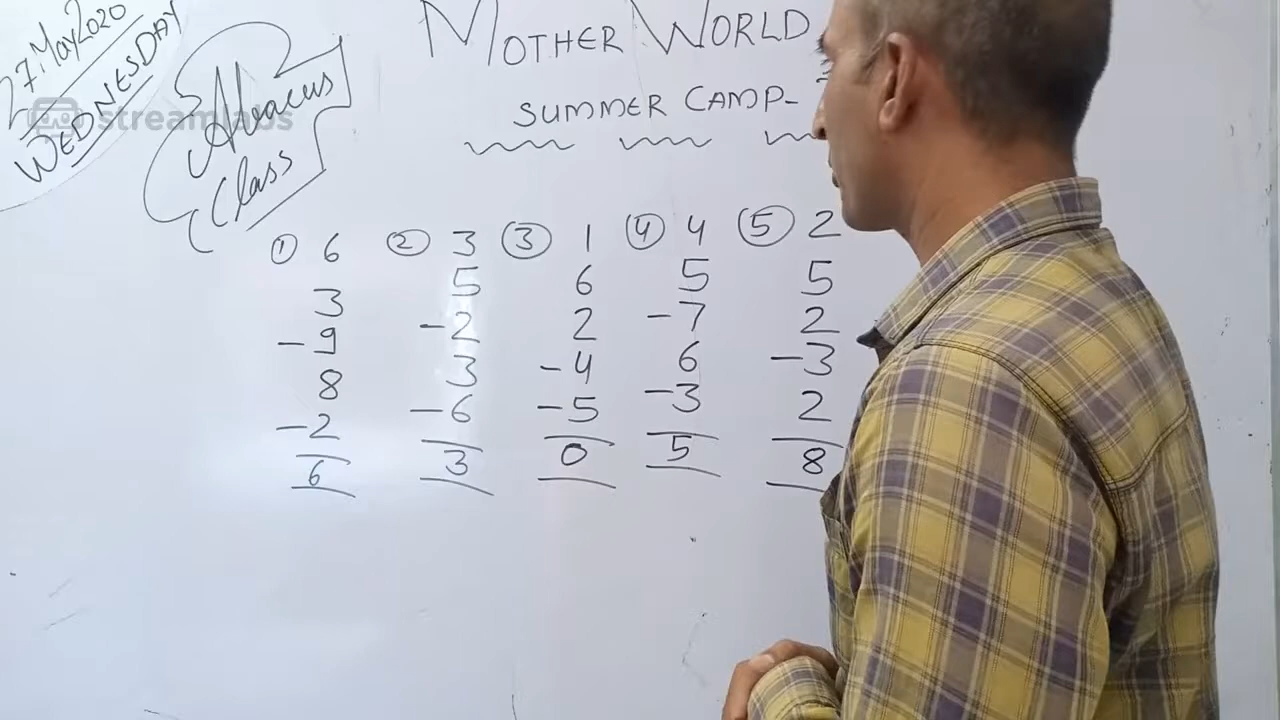 27 May 2020
WEDNESDAY
streamlabs
Abacus
Class
MOTHER WORLD
SUMMER CAMP-
① 6 ② 3 ③ 1 ④ 4 ⑤ 2
3 5 6 5 5
-9 -2 2 -7 2
8 3 -4 6 -3
-2 -6 -5 -3 2
6 3 0 5 8